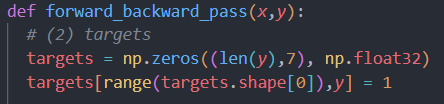 def forward_backward_pass(x,y):
# (2) targets
targets = np.zeros((len(y),7), np.float32)
targets[range(targets.shape[0]),y] = 1